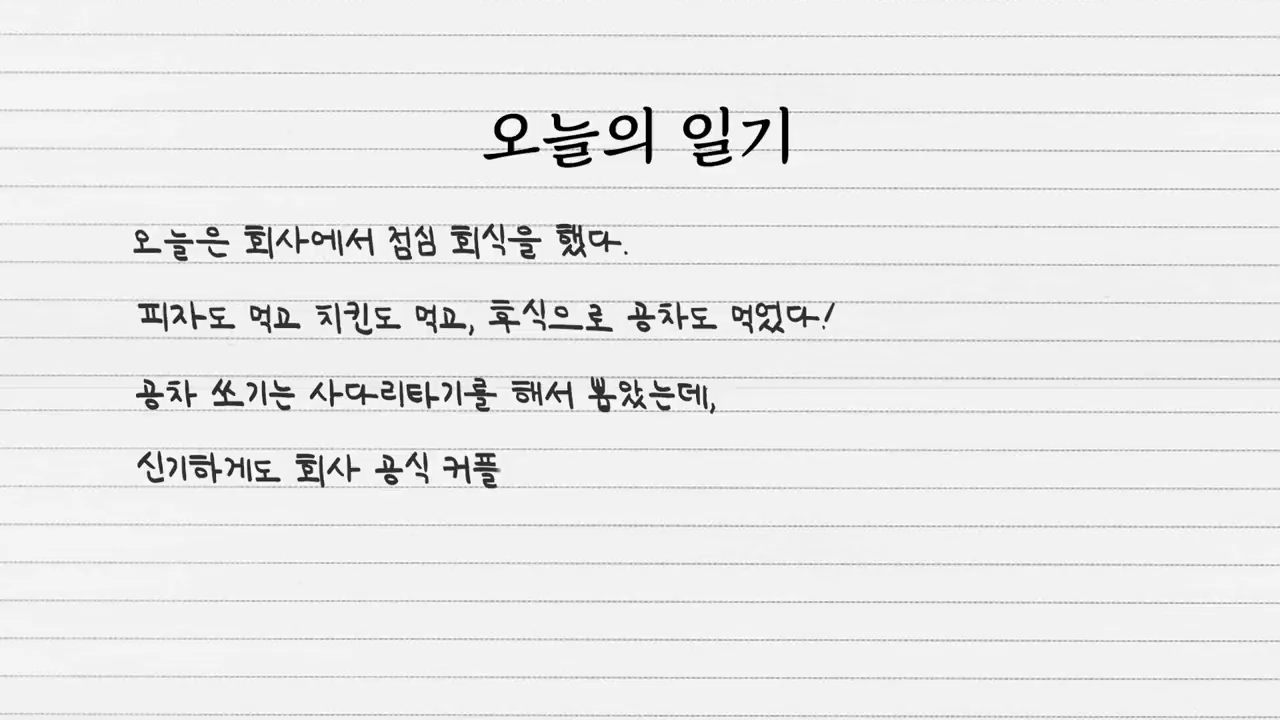 오늘의 일기
오늘은 회사에서 점심 회식을 했다.
피자도 먹고 치킨도 먹고, 후식으로 공차도 먹었다!
공차 쏘기는 사다리타기를 해서 뽑았는데,
신기하게도 회사 공식 커플